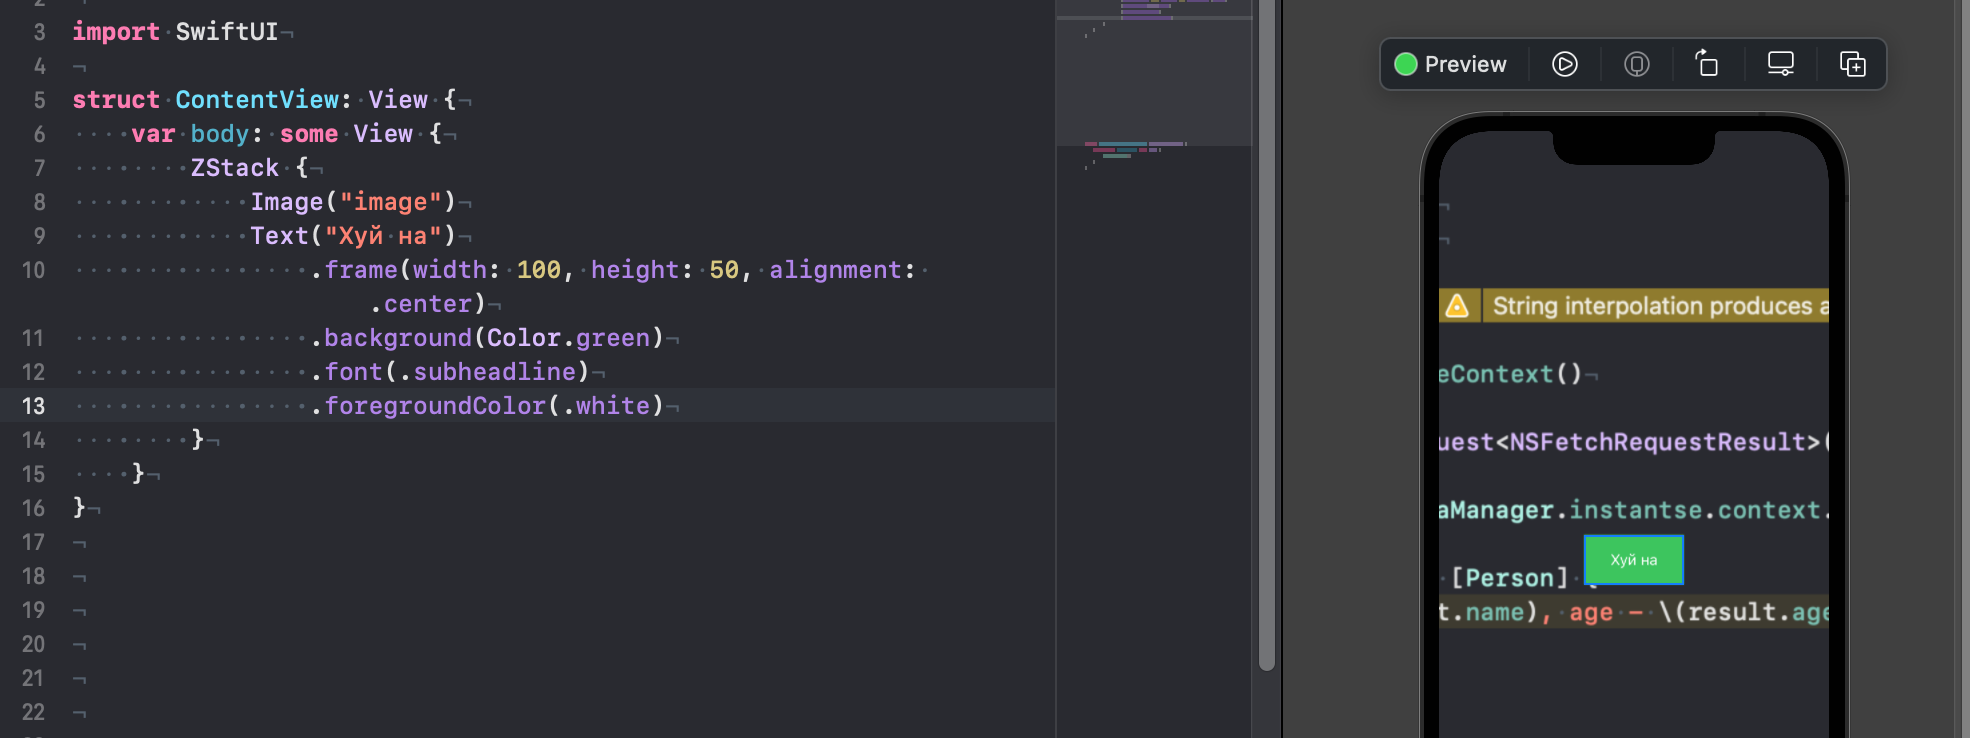 2
3 import SwiftUI
4
5 struct ContentView: View {
6 var body: some View {
7 ZStack {
8 Image("image")
9 Text("Хуй на")
10 .frame(width: 100, height: 50, alignment:
.center)
11 .background(Color.green)
12 .font(.subheadline)
13 .foregroundColor(.white)
14 }
15 }
16 }
17
18
19
20
21
22
Preview
String interpolation produces a
eContext()
uest<NSFetchRequestResult>(
aManager.instantse.context.
Хуй на
[Person] {
t.name), age — \(result.age